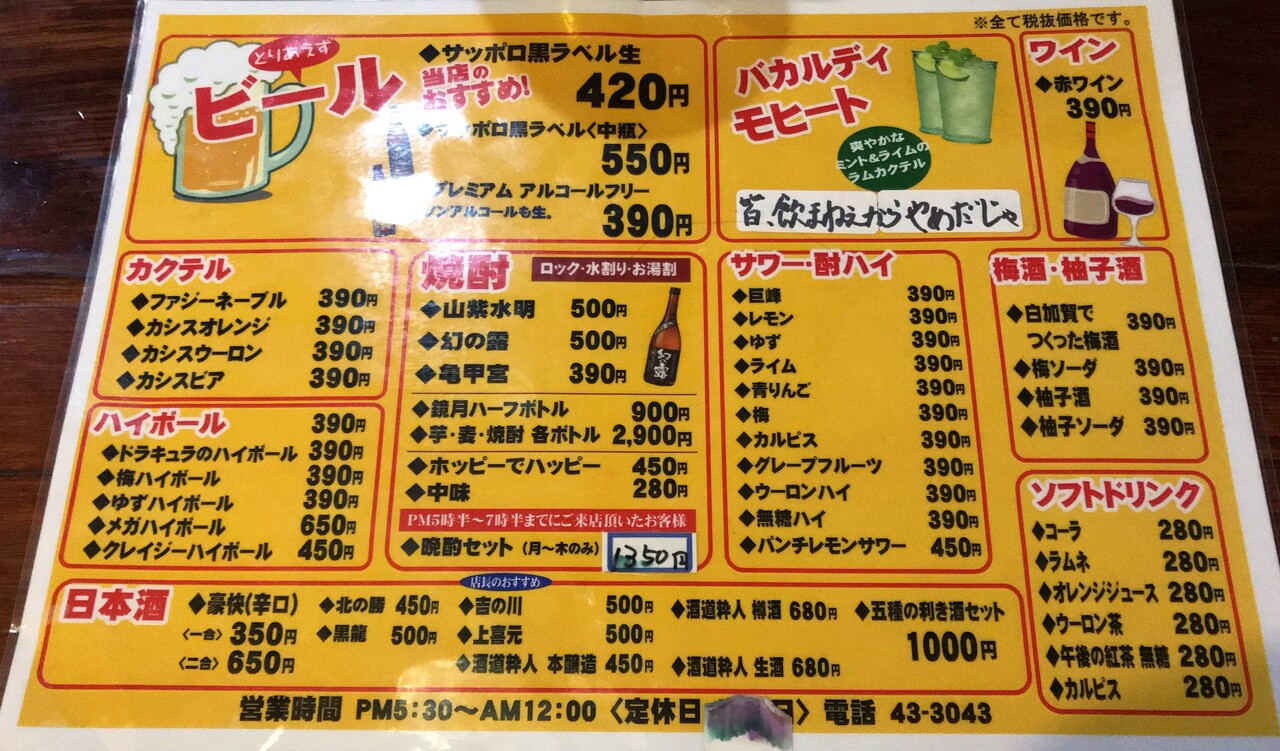 ※全て税抜価格です。
とりあえず
ビール
◆サッポロ黒ラベル生
当店の
おすすめ!
420円
サッポロ黒ラベル〈中瓶〉
550円
プレミアム アルコールフリー
ノンアルコールも生。
390円
バカルディ
モヒート
爽やかな
ミント&ライムの
ラムカクテル
皆、飲まねえからやめだじゃ
ワイン
◆赤ワイン
390円
カクテル
◆ファジーネーブル 390円
◆カシスオレンジ 390円
◆カシスウーロン 390円
◆カシスビア 390円
ハイボール 390円
◆ドラキュラのハイボール 390円
◆梅ハイボール 390円
◆ゆずハイボール 390円
◆メガハイボール 650円
◆クレイジーハイボール 450円
焼酎 ロック・水割り・お湯割
◆山紫水明 500円
◆幻の露 500円
◆亀甲宮 390円
幻の露
◆鏡月ハーフボトル 900円
◆芋・麦・焼酎 各ボトル 2,900円
◆ホッピーでハッピー 450円
◆中味 280円
PM5時半～7時半までにご来店頂いたお客様
◆晩酌セット (月～木のみ) 1350円
サワー・酎ハイ
◆巨峰 390円
◆レモン 390円
◆ゆず 390円
◆ライム 390円
◆青りんご 390円
◆梅 390円
◆カルピス 390円
◆グレープフルーツ 390円
◆ウーロンハイ 390円
◆無糖ハイ 390円
◆パンチレモンサワー 450円
梅酒・柚子酒
◆白加賀で
つくった梅酒 390円
◆梅ソーダ 390円
◆柚子酒 390円
◆柚子ソーダ 390円
ソフトドリンク
◆コーラ 280円
◆ラムネ 280円
◆オレンジジュース 280円
◆ウーロン茶 280円
◆午後の紅茶 無糖 280円
◆カルピス 280円
日本酒
◆豪快(辛口)
〈一合〉350円
〈二合〉650円
◆北の勝 450円
◆黒龍 500円
店長のおすすめ
◆吉の川 500円
◆上喜元 500円
◆酒道粋人 本醸造 450円
◆酒道粋人 樽酒 680円
◆酒道粋人 生酒 680円
◆五種の利き酒セット
1000円
営業時間 PM5:30～AM12:00 〈定休日 日〉 電話 43-3043